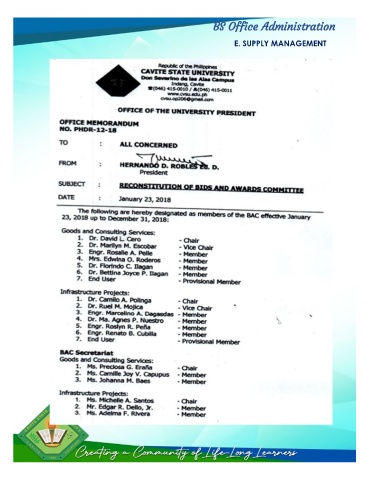 BS Office Administration
E. SUPPLY MANAGEMENT
Republic of the Philippines
CAVITE STATE UNIVERSITY
Don Severino de las Alas Campus
Indang, Cavite
☎(046) 415-0010 / (046) 415-0011
www.cvsu.edu.ph
cvsu.op206@gmail.com
OFFICE OF THE UNIVERSITY PRESIDENT
OFFICE MEMORANDUM
NO. PHDR-12-18
TO : ALL CONCERNED
FROM : HERNANDO D. ROBLES D.
President
SUBJECT : RECONSTITUTION OF BIDS AND AWARDS COMMITTEE
DATE : January 23, 2018
The following are hereby designated as members of the BAC effective January
23, 2018 up to December 31, 2018:
Goods and Consulting Services:
1. Dr. David L. Cero - Chair
2. Dr. Marilyn M. Escobar - Vice Chair
3. Engr. Rosalie A. Pelle - Member
4. Mrs. Edwina O. Roderos - Member
5. Dr. Florindo C. Ilagan - Member
6. Dr. Bettina Joyce P. Ilagan - Member
7. End User - Provisional Member
Infrastructure Projects:
1. Dr. Camilo A. Polinga - Chair
2. Dr. Ruel M. Mojica - Vice Chair
3. Engr. Marcelino A. Dagasdas - Member
4. Dr. Ma. Agnes P. Nuestro - Member
5. Engr. Roslyn R. Peña - Member
6. Engr. Renato B. Cubilla - Member
7. End User - Provisional Member
BAC Secretariat
Goods and Consulting Services:
1. Ms. Preciosa G. Eraña - Chair
2. Ms. Camille Joy V. Capupus - Member
3. Ms. Johanna M. Baes - Member
Infrastructure Projects:
1. Ms. Michelle A. Santos - Chair
2. Mr. Edgar R. Dello, Jr. - Member
3. Ms. Adelma F. Rivera - Member
Creating a Community of Life-Long Learners